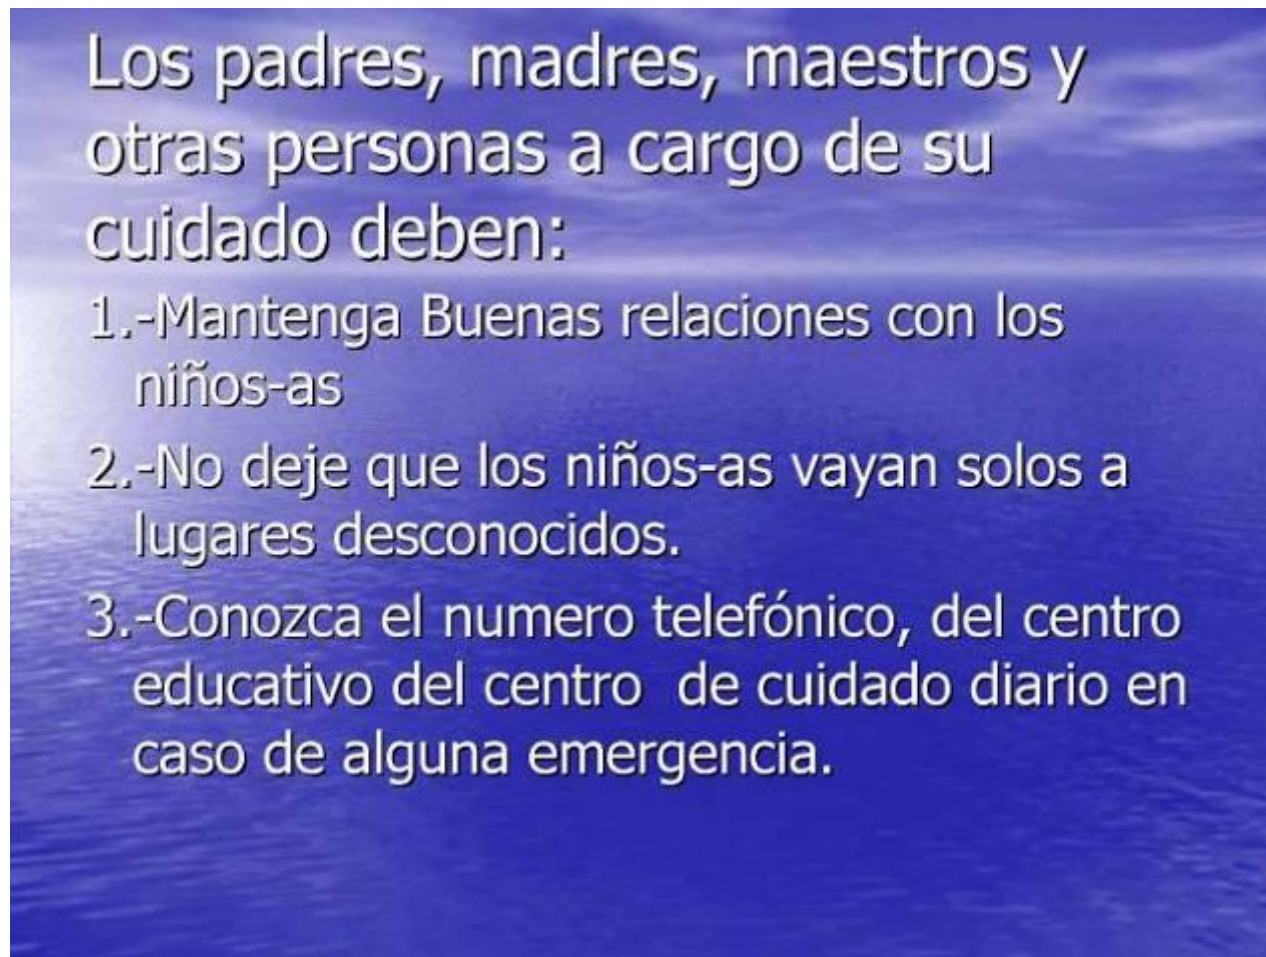 Los padres, madres, maestros y
otras personas a cargo de su
cuidado deben:
1.-Mantenga Buenas relaciones con los
niños-as
2.-No deje que los niños-as vayan solos a
lugares desconocidos.
3.-Conozca el numero telefónico, del centro
educativo del centro  de cuidado diario en
caso de alguna emergencia.